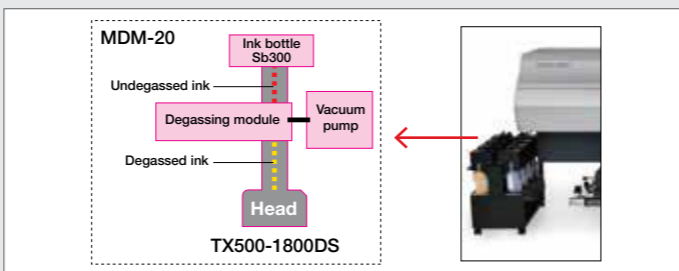 MDM-20
Ink bottle
Sb300
Undegassed ink
Degassing module
Vacuum
pump
Degassed ink
Head
TX500-1800DS